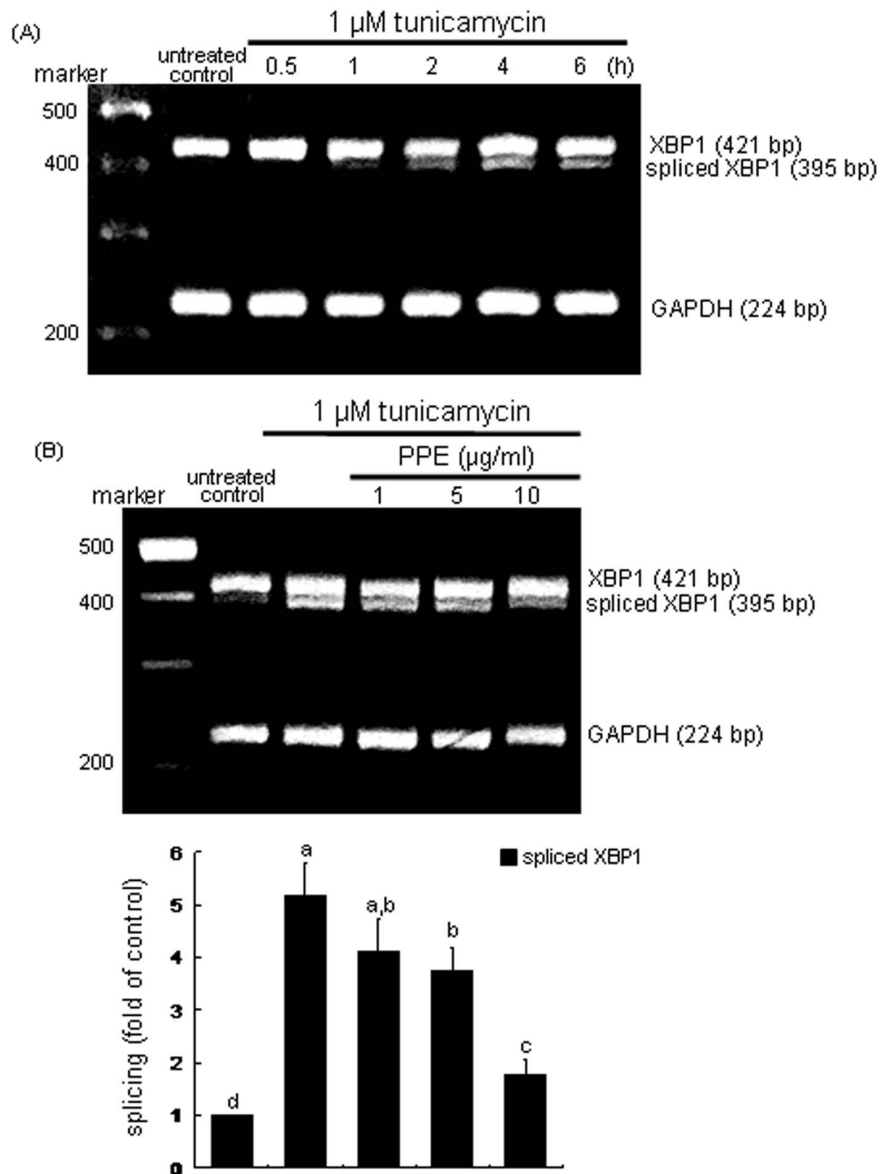 (A)
1 µM tunicamycin
untreated
control
marker
0.5 1 2 4 6 (h)
500
XBP1 (421 bp)
400
spliced XBP1 (395 bp)
GAPDH (224 bp)
200
1 µM tunicamycin
(B)
PPE (µg/ml)
untreated
control
marker
1 5 10
500
XBP1 (421 bp)
400
spliced XBP1 (395 bp)
GAPDH (224 bp)
200
6
a
spliced XBP1
5
a,b
b
4
3
2
c
1
d
0
splicing (fold of control)